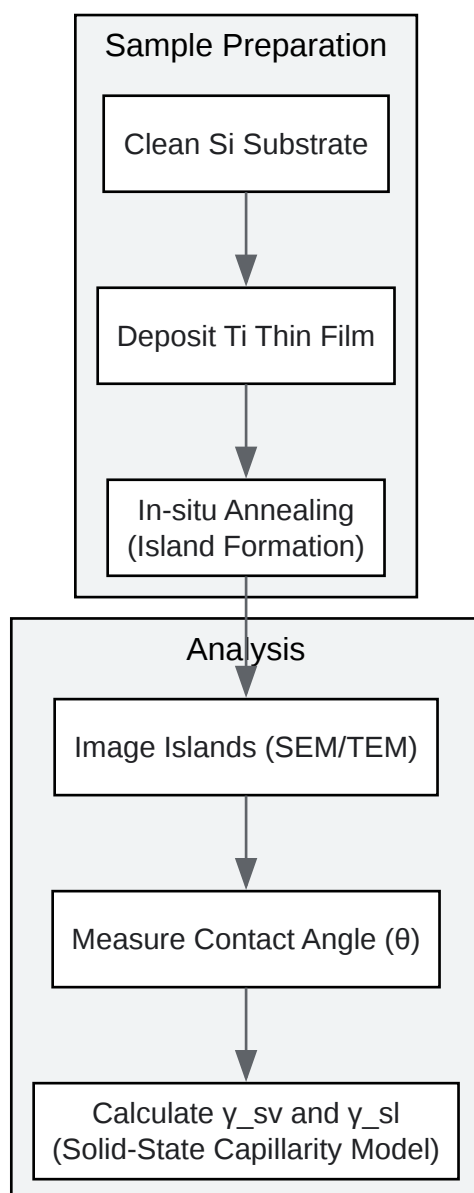 Sample Preparation
Clean Si Substrate
Deposit Ti Thin Film
In-situ Annealing
(Island Formation)
Analysis
Image Islands (SEM/TEM)
Measure Contact Angle (θ)
Calculate γ_sv and γ_sl
(Solid-State Capillarity Model)